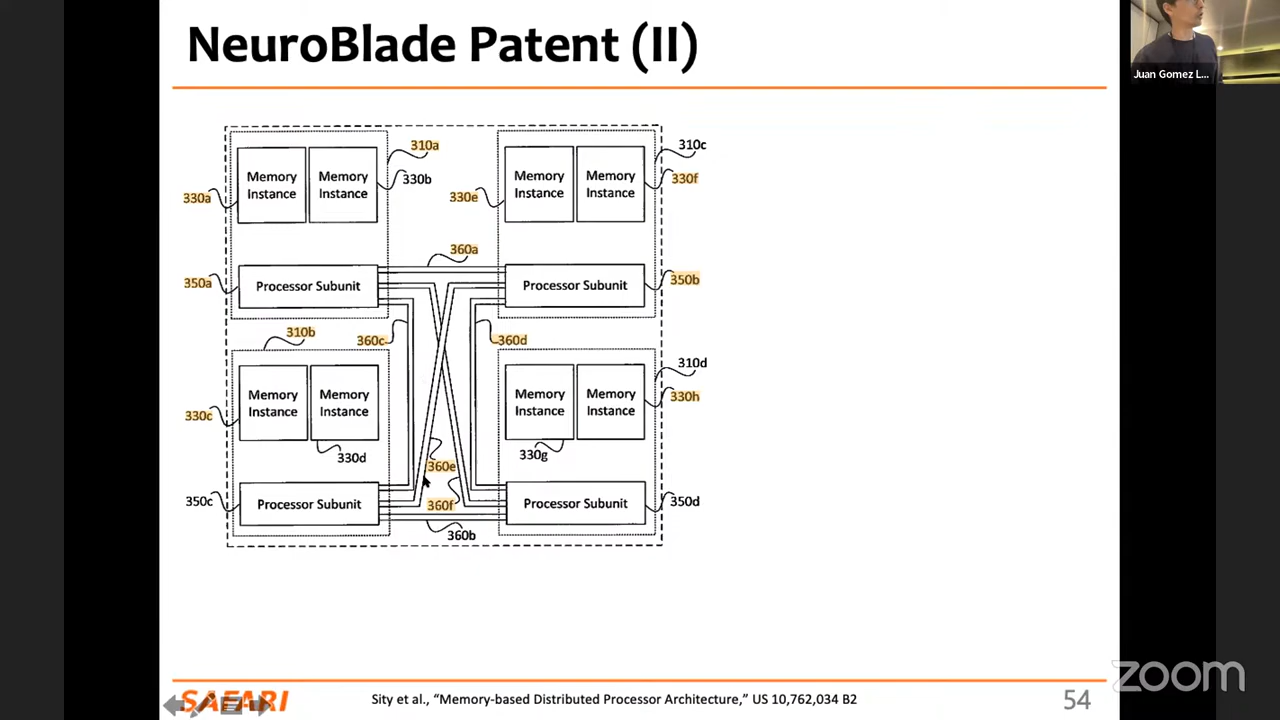 NeuroBlade Patent (II)
Juan Gomez L...
310a
310c
Memory Instance
Memory Instance
330b
Memory Instance
Memory Instance
330f
330a
330e
360a
350a
Processor Subunit
Processor Subunit
350b
310b
360c
360d
310d
Memory Instance
Memory Instance
Memory Instance
Memory Instance
330h
330c
330d
330g
360e
350c
Processor Subunit
360f
Processor Subunit
350d
360b
SAFARI
Sity et al., “Memory-based Distributed Processor Architecture,” US 10,762,034 B2
54
zoom